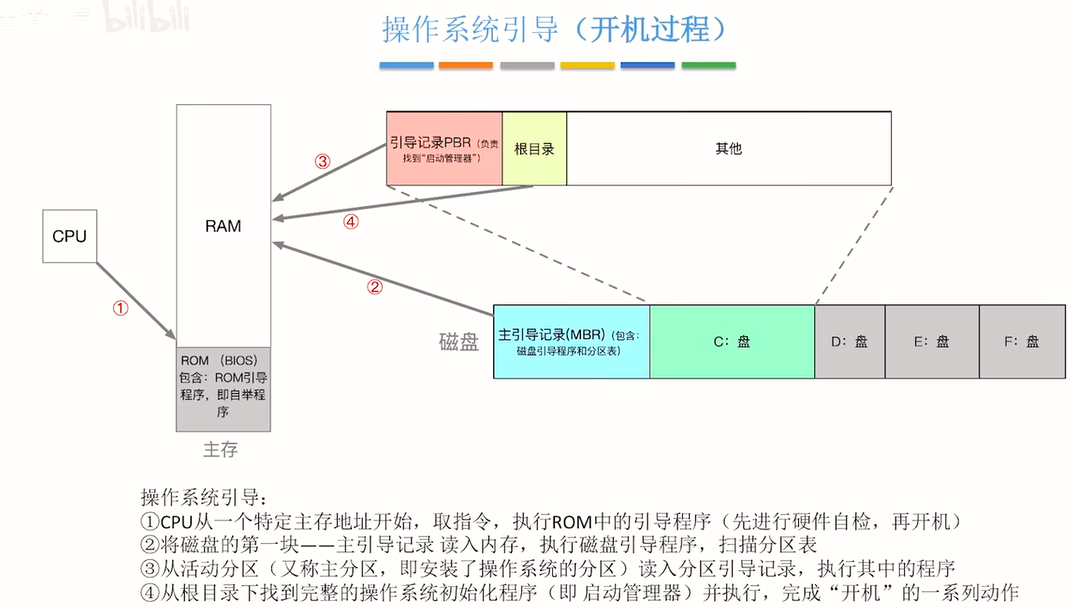 bilibili
操作系统引导（开机过程）
引导记录PBR（负责
找到“启动管理器”）
根目录
其他
③
④
RAM
CPU
②
①
主引导记录(MBR)（包含：
磁盘引导程序和分区表）
磁盘
C：盘
D：盘
E：盘
F：盘
ROM （BIOS）
包含：ROM引导
程序，即自举程
序
主存
操作系统引导：
①CPU从一个特定主存地址开始，取指令，执行ROM中的引导程序（先进行硬件自检，再开机）
②将磁盘的第一块——主引导记录 读入内存，执行磁盘引导程序，扫描分区表
③从活动分区（又称主分区，即安装了操作系统的分区）读入分区引导记录，执行其中的程序
④从根目录下找到完整的操作系统初始化程序（即 启动管理器）并执行，完成“开机”的一系列动作